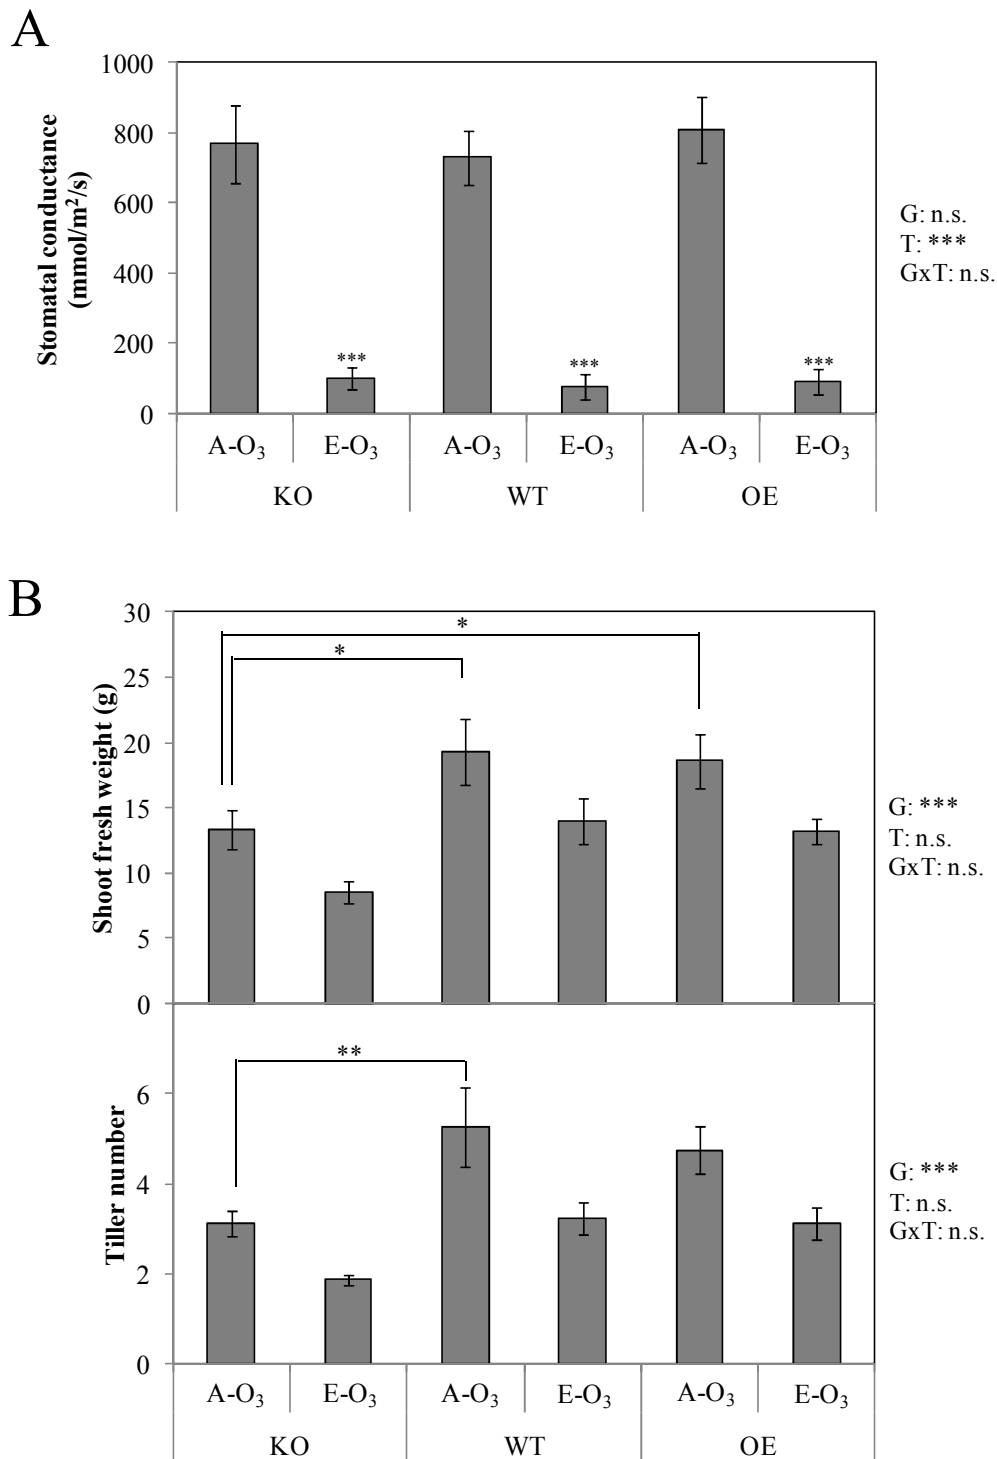 A
Stomatal conductance
(mmol/m²/s)
1000
800
600
400
200
0
***
***
***
G: n.s.
T: ***
GxT: n.s.
A-O₃ E-O₃ A-O₃ E-O₃ A-O₃ E-O₃
KO WT OE
B
Shoot fresh weight (g)
30
25
20
15
10
5
0
*
*
G: ***
T: n.s.
GxT: n.s.
Tiller number
6
4
2
0
**
G: ***
T: n.s.
GxT: n.s.
A-O₃ E-O₃ A-O₃ E-O₃ A-O₃ E-O₃
KO WT OE